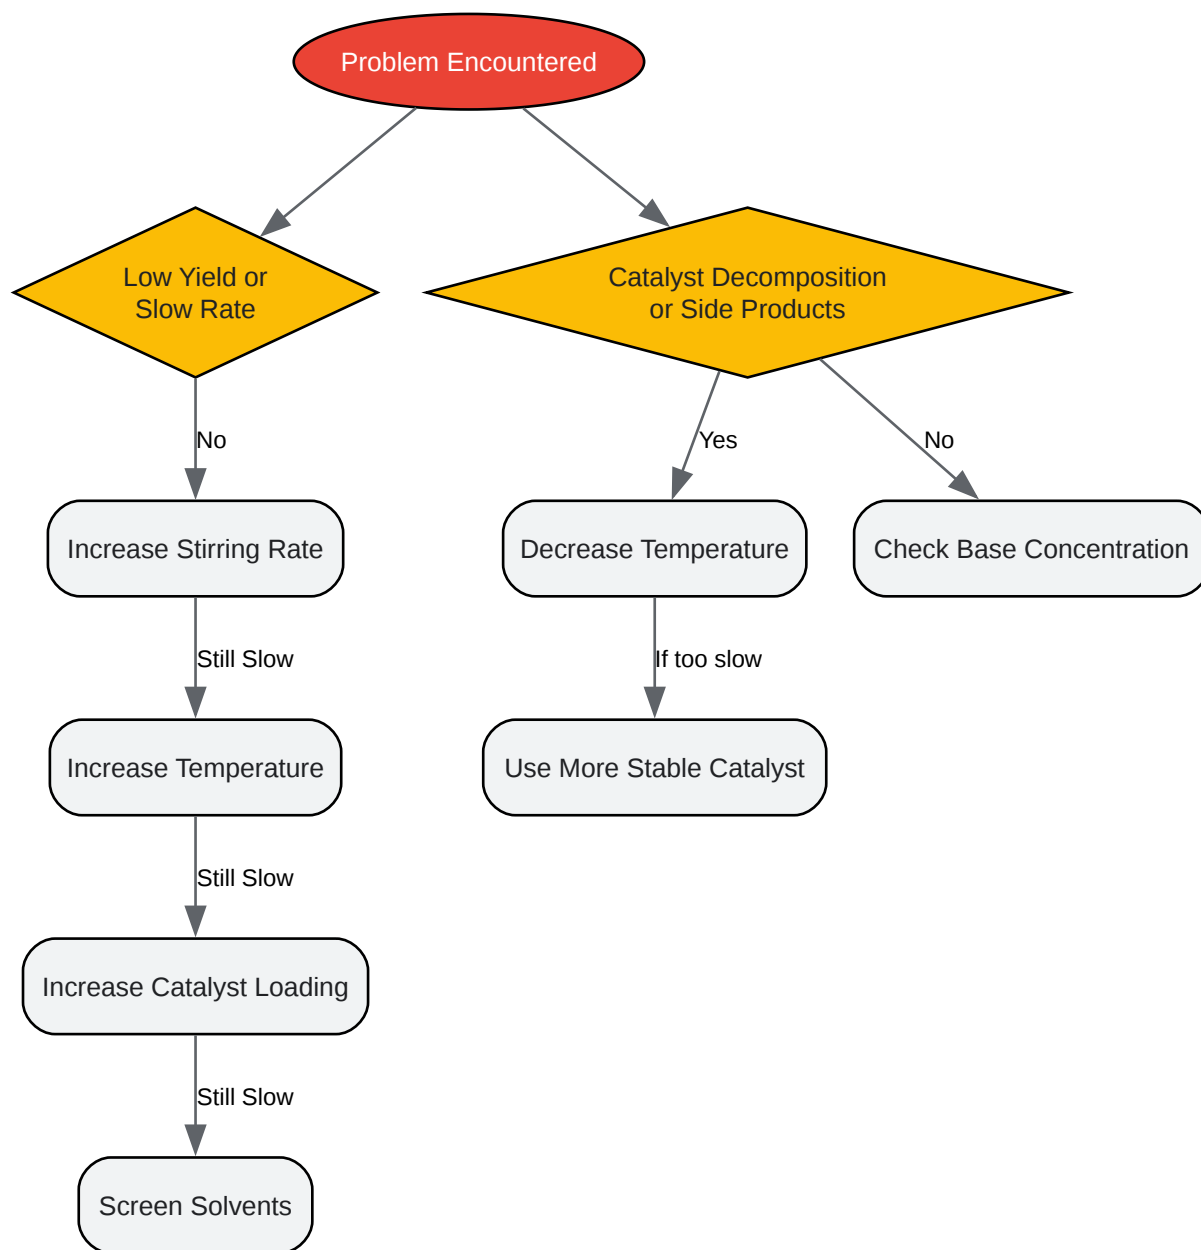 Problem Encountered
Low Yield or
Slow Rate
Catalyst Decomposition
or Side Products
No
Yes
No
Increase Stirring Rate
Decrease Temperature
Check Base Concentration
Still Slow
If too slow
Increase Temperature
Use More Stable Catalyst
Still Slow
Increase Catalyst Loading
Still Slow
Screen Solvents